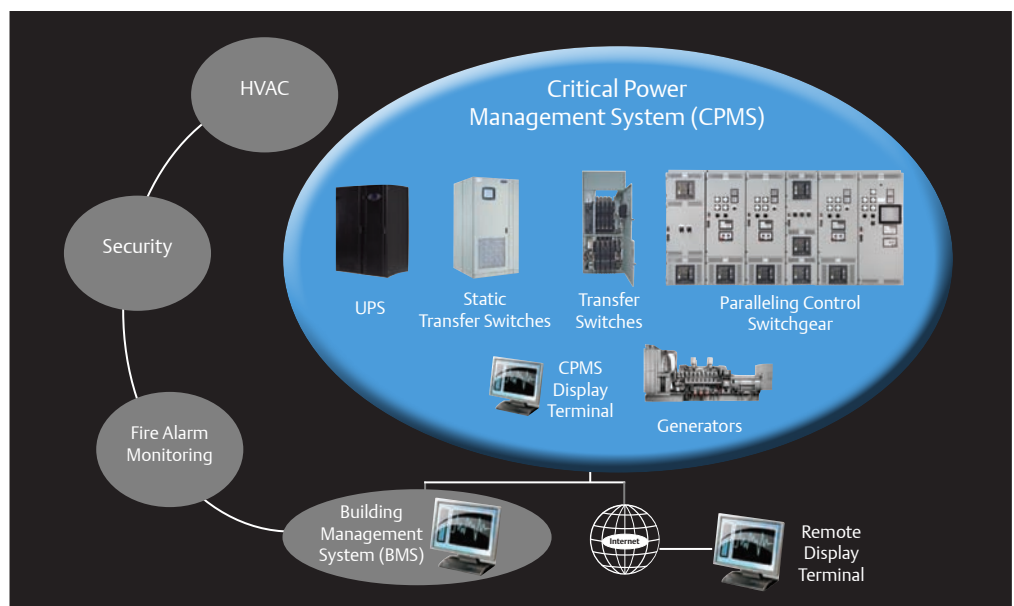 HVAC
Critical Power
Management System (CPMS)
Security
UPS
Static
Transfer Switches
Transfer
Switches
Paralleling Control
Switchgear
CPMS
Display
Terminal
Generators
Fire Alarm
Monitoring
Building
Management
System (BMS)
Internet
Remote
Display
Terminal